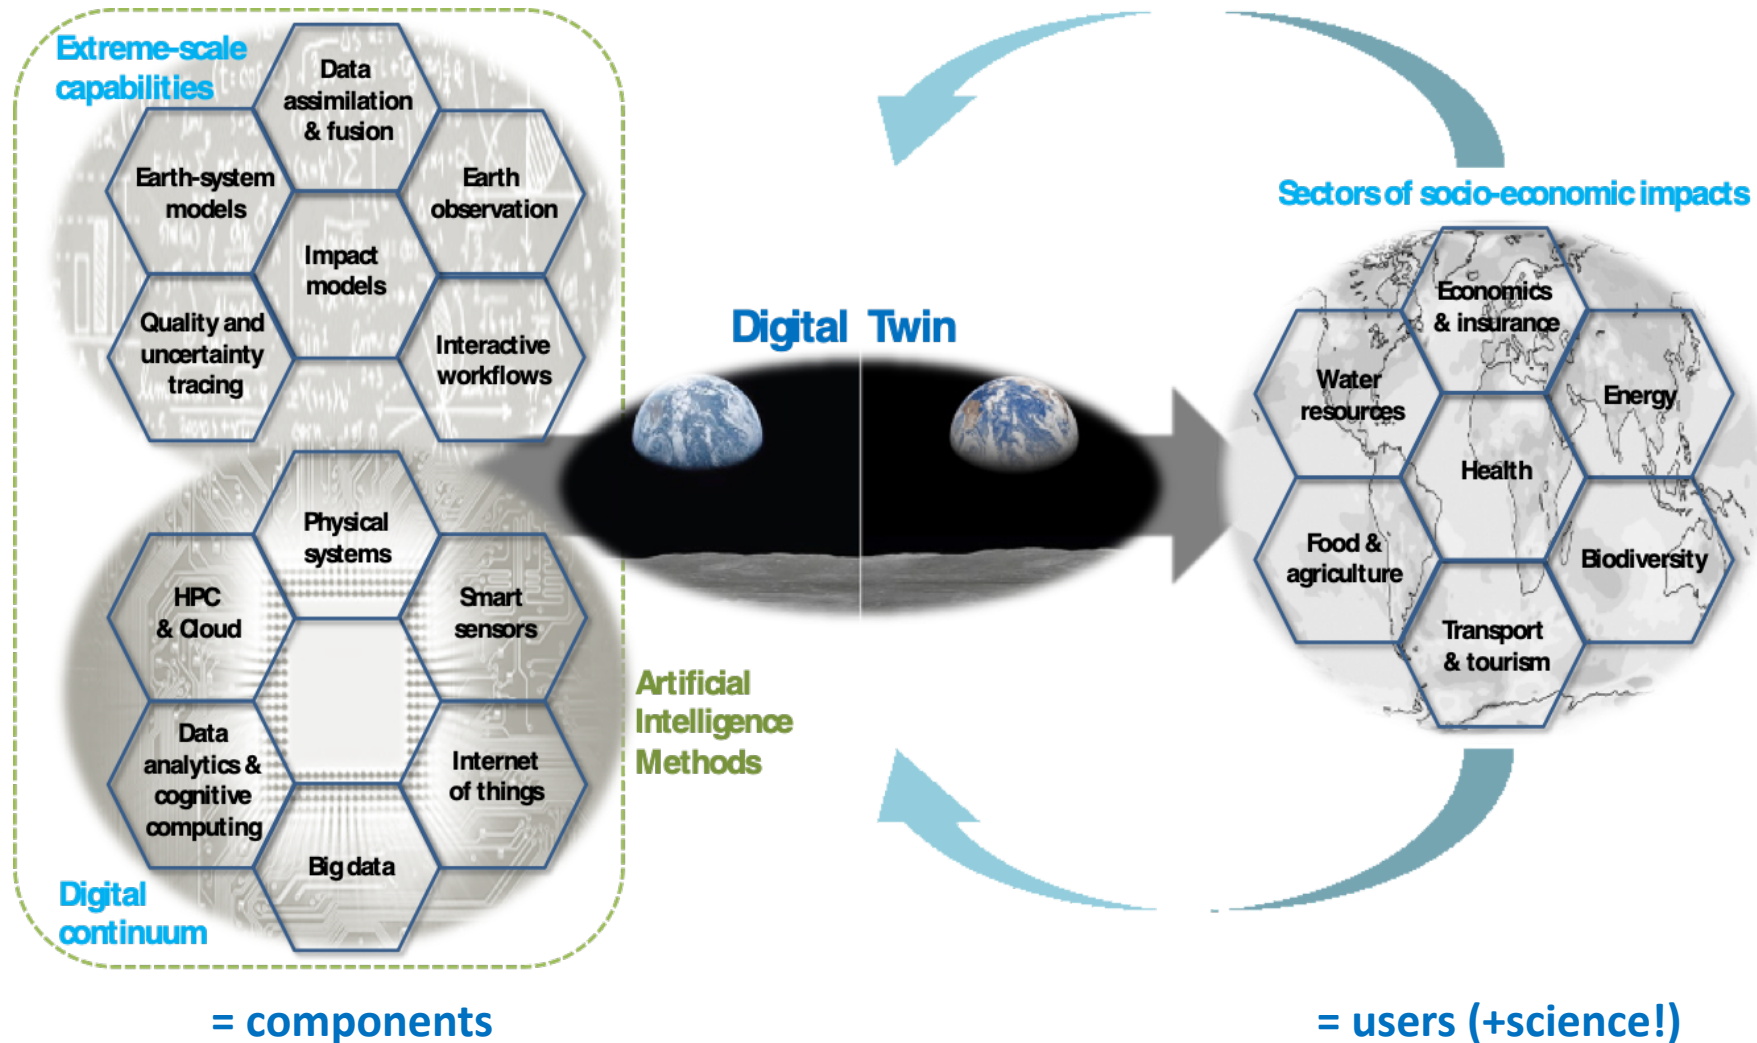 Extreme-scale
capabilities
Data
assimilation
& fusion
Earth-system
models
Earth
observation
Impact
models
Quality and
uncertainty
tracing
Interactive
workflows
Physical
systems
HPC
& Cloud
Smart
sensors
Data
analytics &
cognitive
computing
Internet
of things
Big data
Digital
continuum
Artificial
Intelligence
Methods
= components
Digital Twin
Sectors of socio-economic impacts
Economics
& insurance
Water
resources
Energy
Health
Food &
agriculture
Biodiversity
Transport
& tourism
= users (+science!)